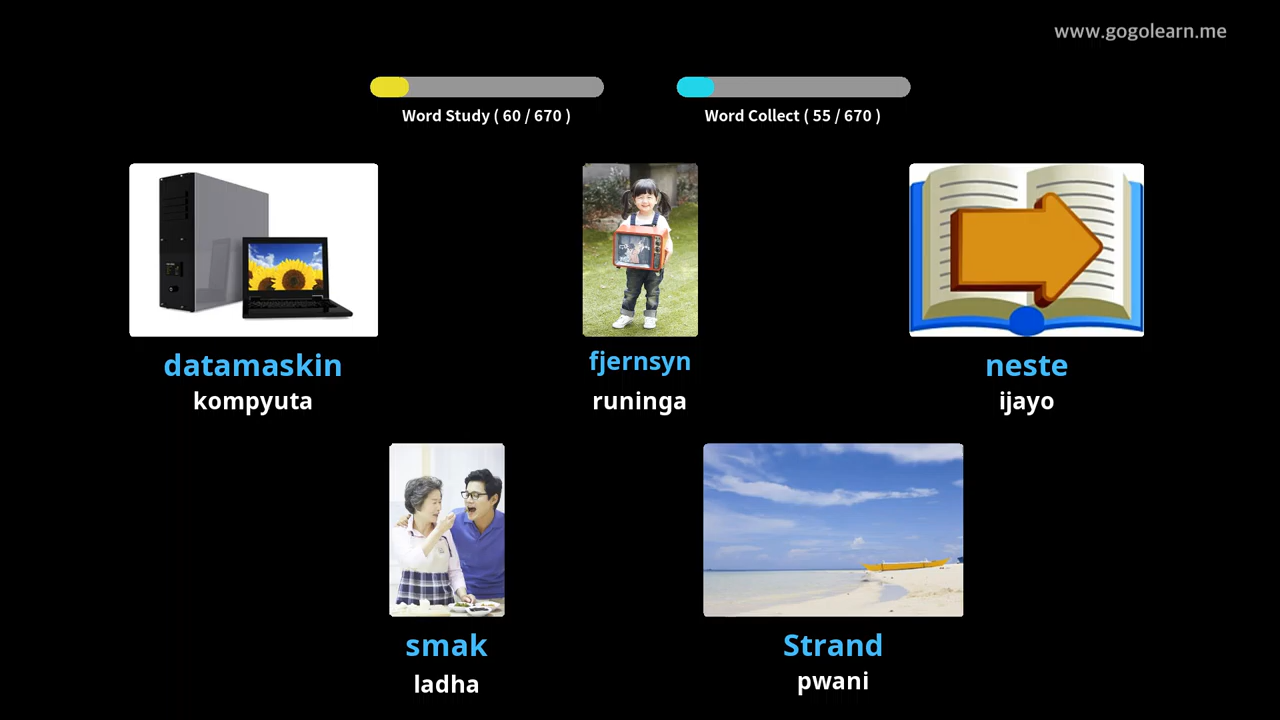 www.gogolearn.me
Word Study ( 60 / 670 )
Word Collect ( 55 / 670 )
datamaskin
kompyuta
fjernsyn
runinga
neste
ijayo
smak
ladha
Strand
pwani